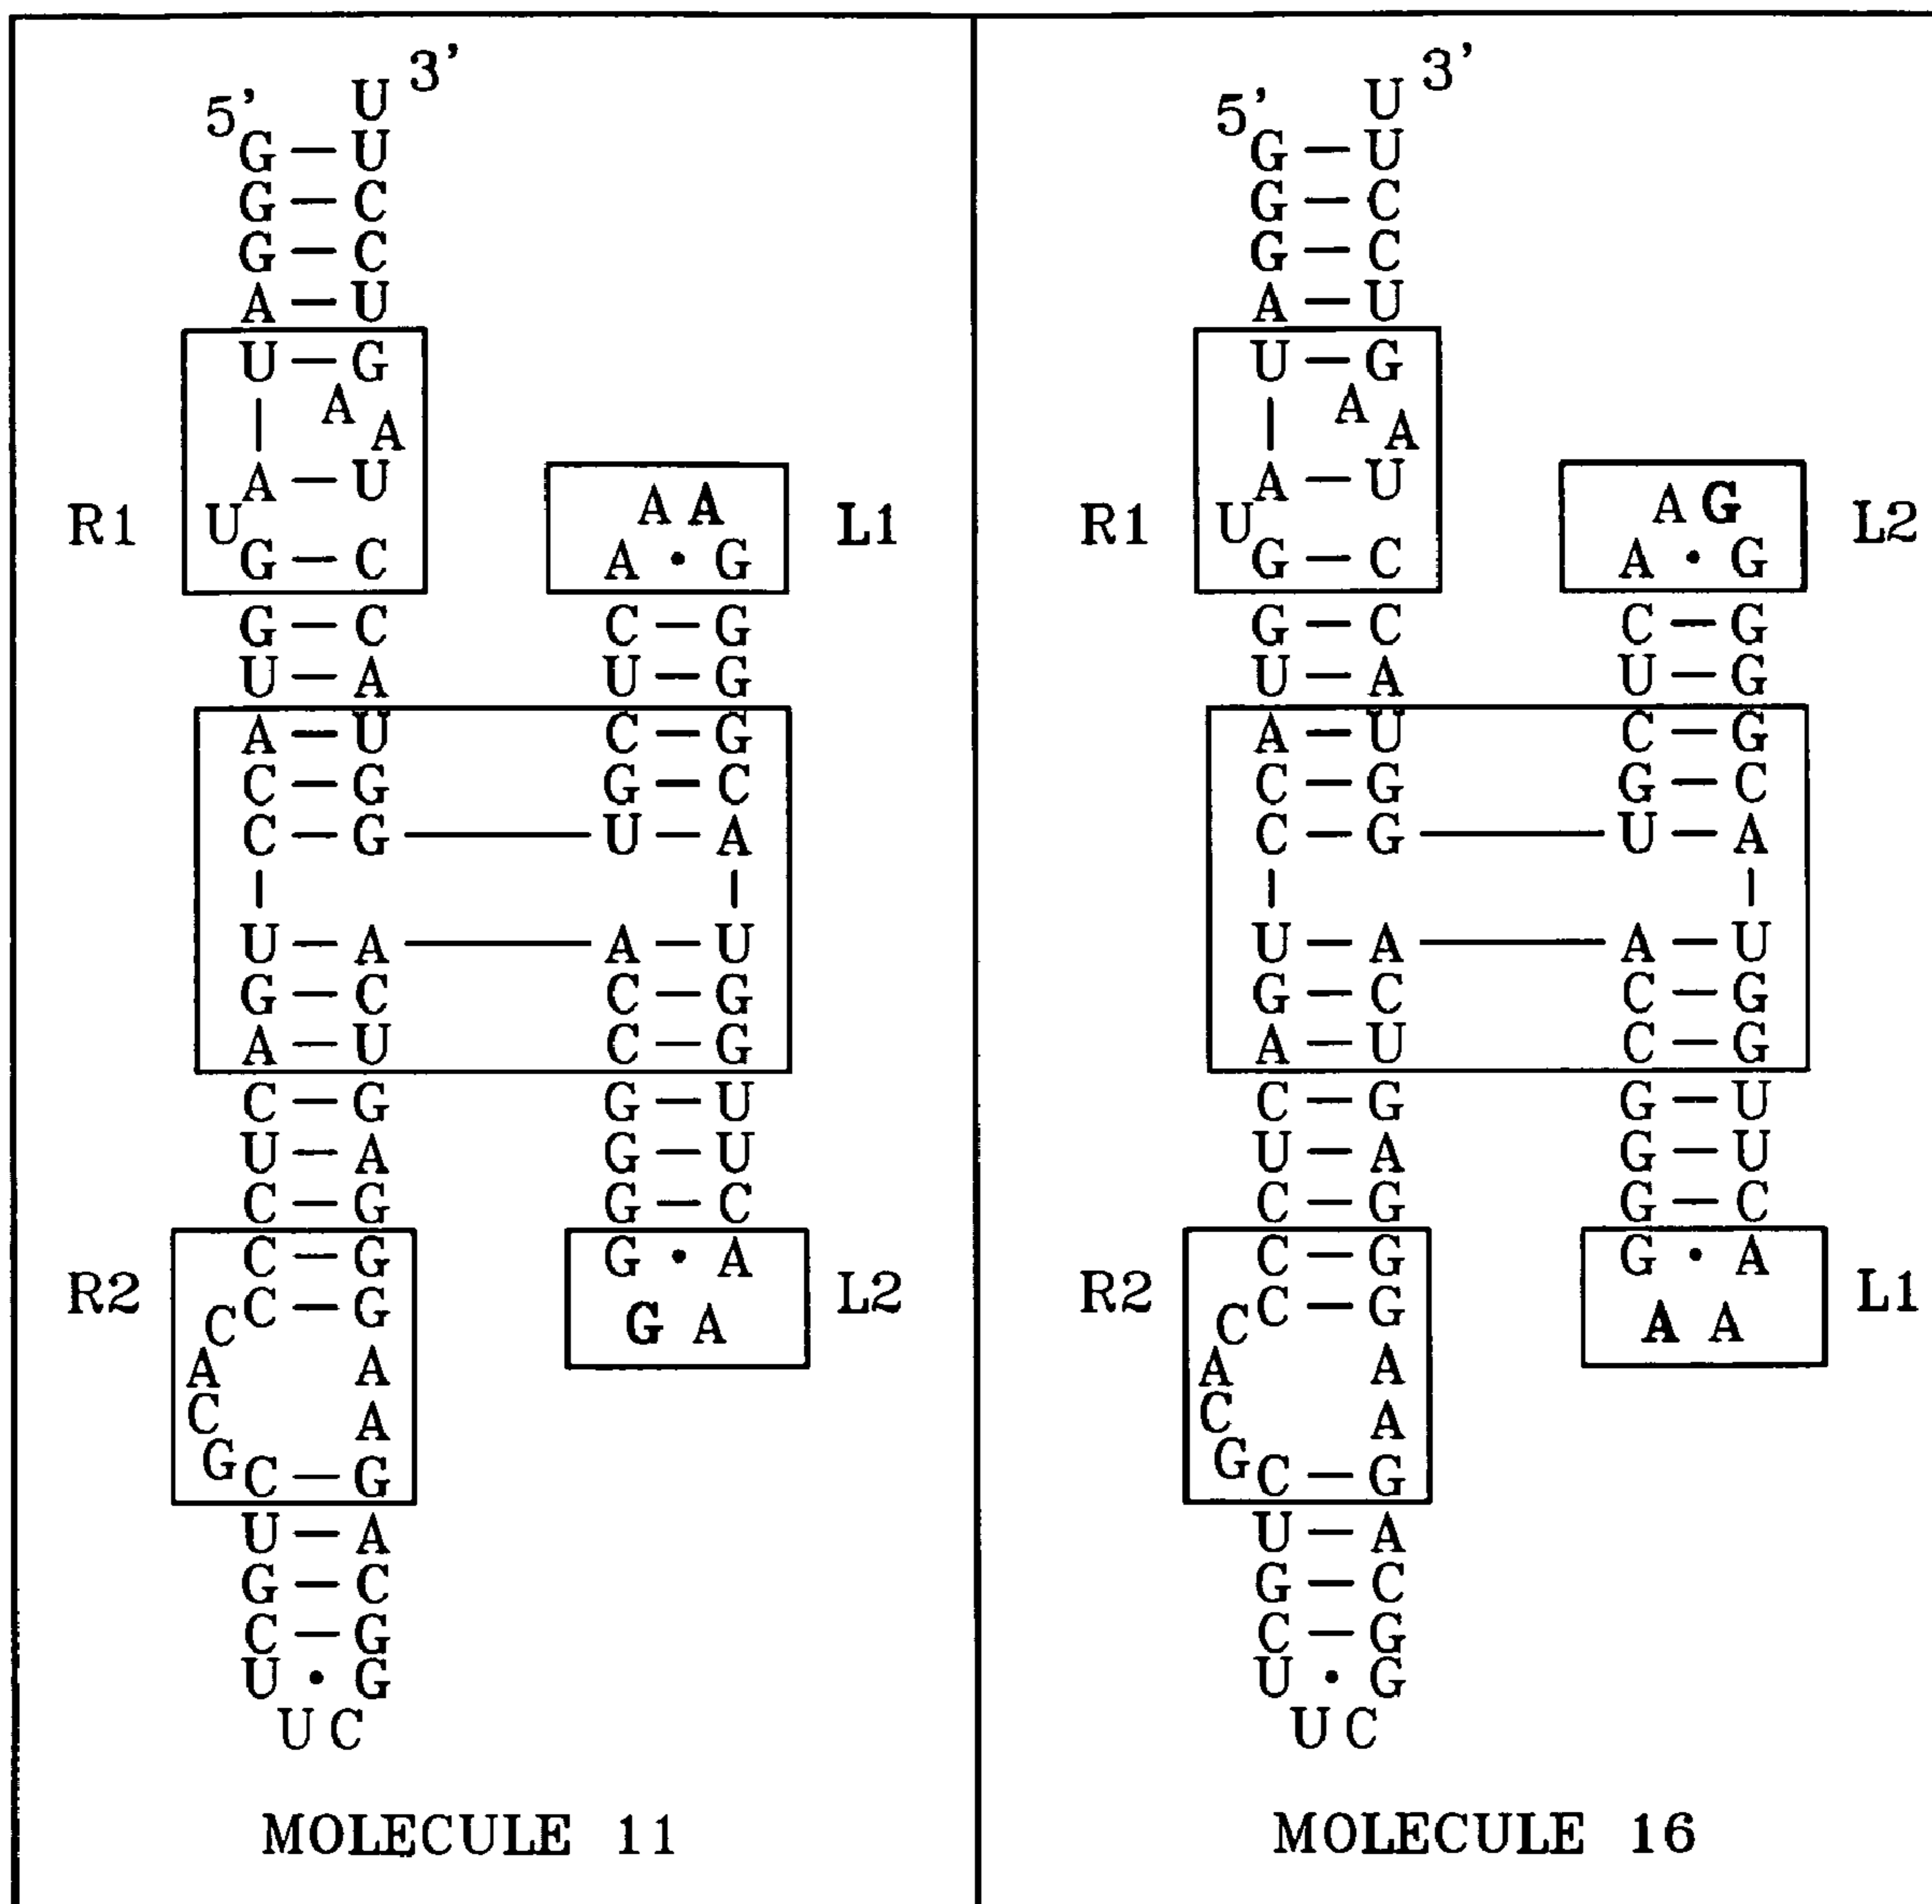 3'
5' U
G — U
G — C
G — C
A — U
U — G
A
A
A — U
R1 U A A L1
G — C A • G
G — C C — G
U — A U — G
A — U C — G
C — G G — C
C — G — U — A
U — A — A — U
G — C C — G
A — U C — G
C — G G — U
U — A G — U
C — G G — C
C — G G • A
R2 C C — G G A L2
A A
C A
G C — G
U — A
G — C
C — G
U • G
U C
MOLECULE 11
3'
5' U
G — U
G — C
G — C
A — U
U — G
A
A
A — U
R1 U A G L2
G — C A • G
G — C C — G
U — A U — G
A — U C — G
C — G G — C
C — G — U — A
U — A — A — U
G — C C — G
A — U C — G
C — G G — U
U — A G — U
C — G G — C
C — G G • A
R2 C C — G A A L1
A A
C A
G C — G
U — A
G — C
C — G
U • G
U C
MOLECULE 16